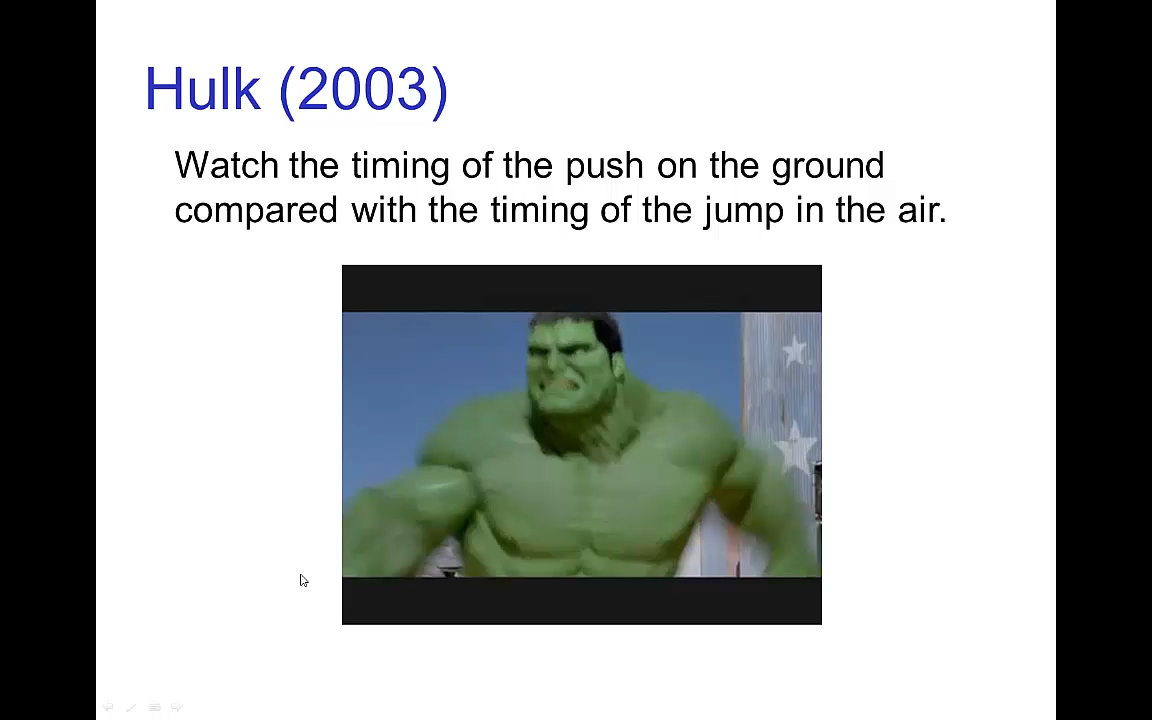 Hulk (2003)
Watch the timing of the push on the ground
compared with the timing of the jump in the air.